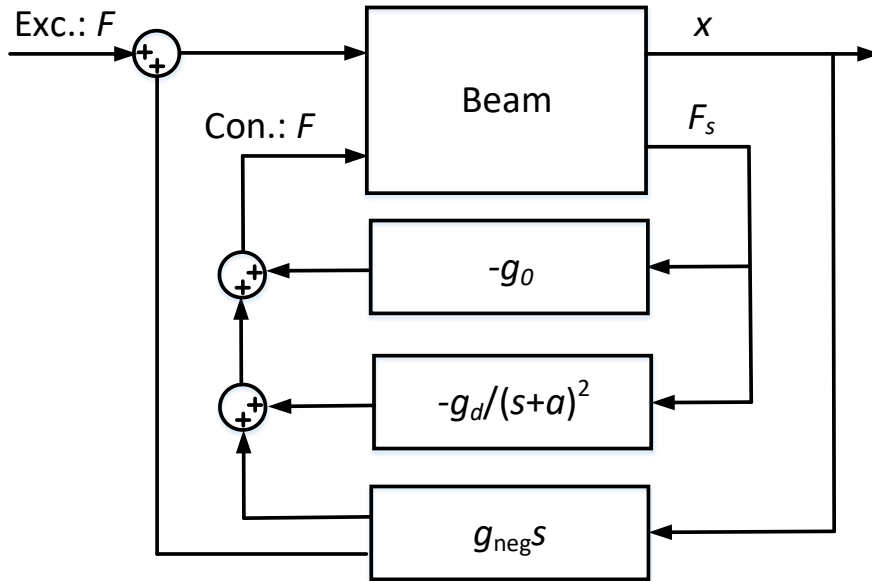 Exc.: F
+
+
x
Beam
Con.: F
F_s
-g_0
+
+
-g_d/(s+a)^2
+
+
g_neg s